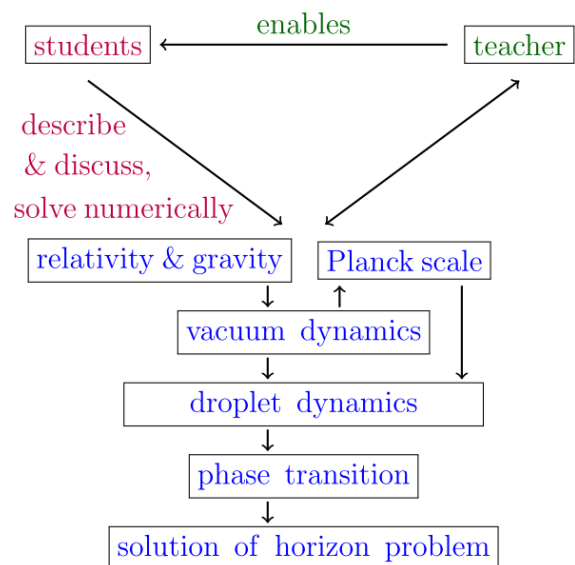 enables
students
teacher
describe
& discuss,
solve numerically
relativity & gravity
Planck scale
vacuum dynamics
droplet dynamics
phase transition
solution of horizon problem